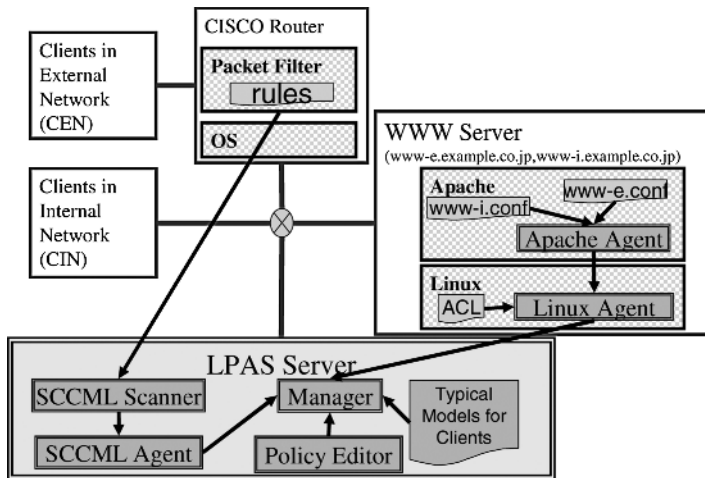 Clients in
External
Network
(CEN)
CISCO Router
Packet Filter
rules
OS
Clients in
Internal
Network
(CIN)
WWW Server
(www-e.example.co.jp,www-i.example.co.jp)
Apache
www-e.conf
www-i.conf
Apache Agent
Linux
ACL
Linux Agent
LPAS Server
SCCML Scanner
Manager
Typical
Models for
Clients
SCCML Agent
Policy Editor